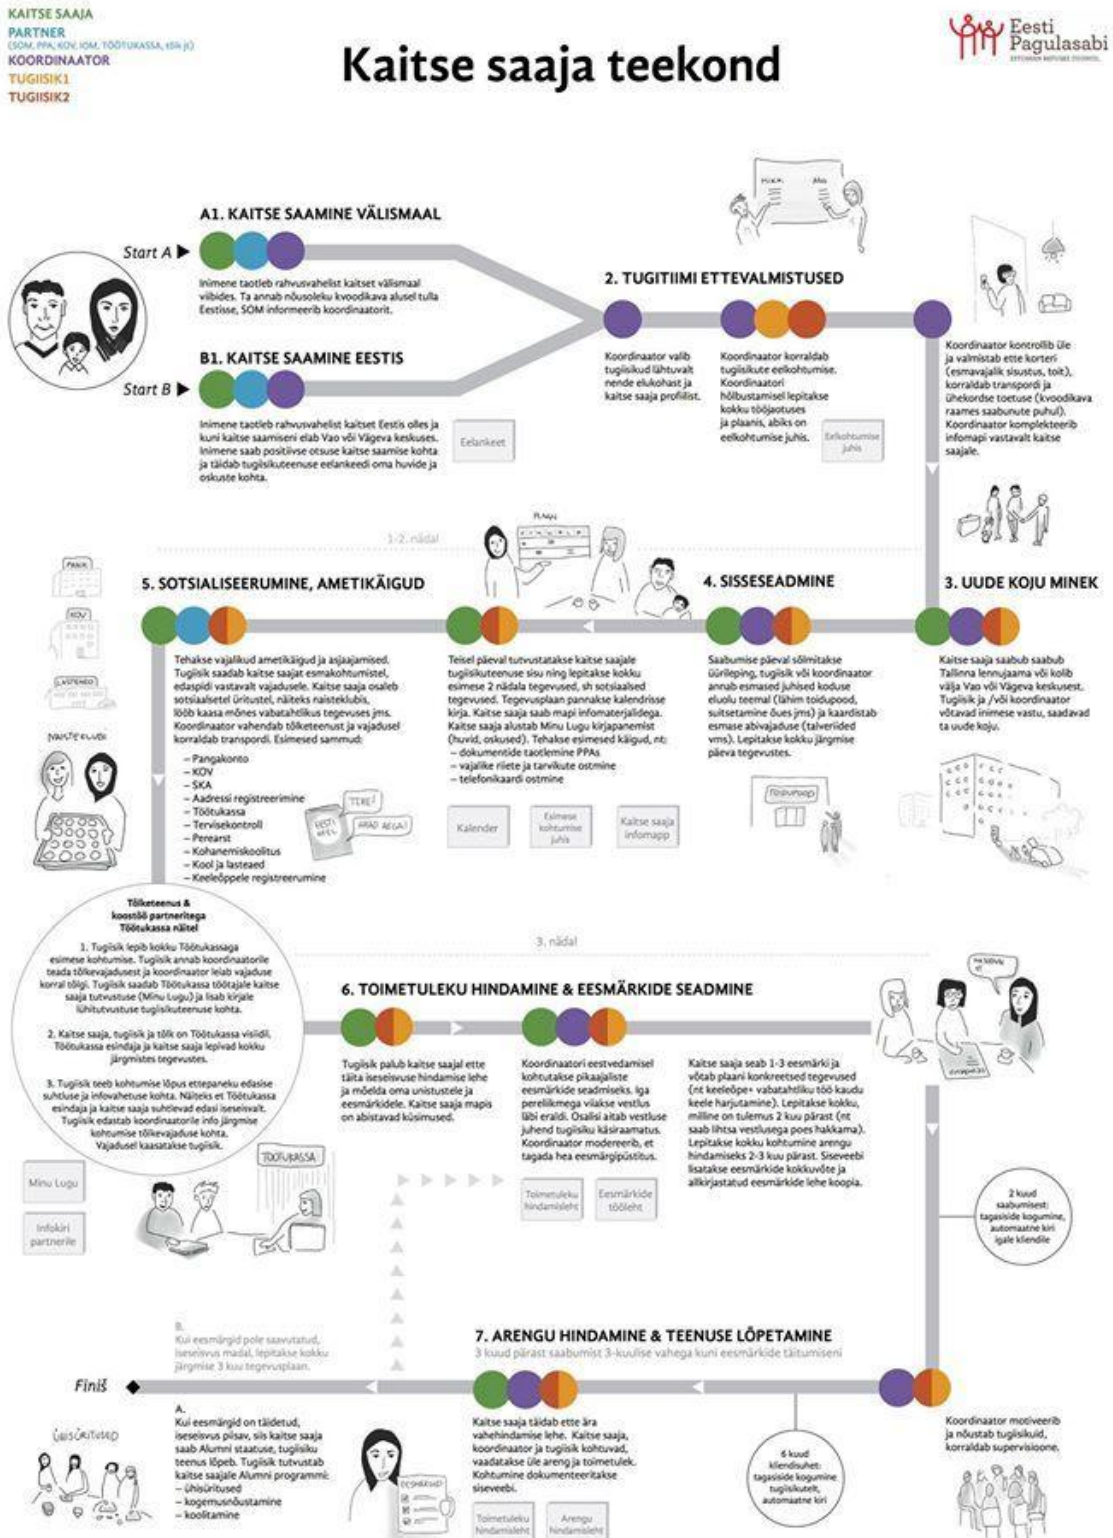 KAITSE SAAJA
PARTNER
(SOM, PPA, KOV, IOM, TÖÖTUKASSA, tõlk jt)
KOORDINAATOR
TUGIISIK1
TUGIISIK2
Kaitse saaja teekond
Eesti
Pagulasabi
ESTONIAN REFUGEE COUNCIL
Start A
A1. KAITSE SAAMINE VÄLISMAAL
Inimene taotleb rahvusvahelist kaitset välismaal
viibides. Ta annab nõusoleku kvoodikava alusel tulla
Eestisse, SOM informeerib koordinaatorit.
Start B
B1. KAITSE SAAMINE EESTIS
Inimene taotleb rahvusvahelist kaitset Eestis olles ja
kuni kaitse saamiseni elab Vao või Vägeva keskuses.
Inimene saab positiivse otsuse kaitse saamise kohta
ja täidab tugiisikuteenuse eelankeedi oma huvide ja
oskuste kohta.
Eelankeet
2. TUGITIIMI ETTEVALMISTUSED
Koordinaator valib
tugiisikud lähtuvalt
nende elukohast ja
kaitse saaja profiilist.
Koordinaator korraldab
tugiisikute eelkohtumise.
Koordinaatori
hõlbustamisel lepitakse
kokku tööjaotuses
ja plaanis, abiks on
eelkohtumise juhis.
Eelkohtumise
juhis
Koordinaator kontrollib üle
ja valmistab ette korteri
(esmavajalik sisustus, toit),
korraldab transpordi ja
ühekordse toetuse (kvoodikava
raames saabunute puhul).
Koordinaator komplekteerib
infomapi vastavalt kaitse
saajale.
1-2. nädal
3. UUDE KOJU MINEK
Kaitse saaja saabub saabub
Tallinna lennujaama või kolib
välja Vao või Vägeva keskusest.
Tugiisik ja /või koordinaator
võtavad inimese vastu, saadavad
ta uude koju.
4. SISSESEADMINE
Saabumise päeval sõlmitakse
üürileping, tugiisik või koordinaator
annab esmased juhised koduse
eluolu teemal (lähim toidupood,
suitsetamine õues jms) ja kaardistab
esmase abivajaduse (talveriided
vms). Lepitakse kokku järgmise
päeva tegevustes.
TOIDUPOOD
PLAAN
Teisel päeval tutvustatakse kaitse saajale
tugiisikuteenuse sisu ning lepitakse kokku
esimese 2 nädala tegevused, sh sotsiaalsed
tegevused. Tegevusplaan pannakse kalendrisse
kirja. Kaitse saaja saab mapi infomaterjalidega.
Kaitse saaja alustab Minu Lugu kirjapanemist
(huvid, oskused). Tehakse esimesed käigud, nt:
– dokumentide taotlemine PPAs
– vajalike riiete ja tarvikute ostmine
– telefonikaardi ostmine
Kalender
Esimese
kohtumise
juhis
Kaitse saaja
infomapp
5. SOTSIALISEERUMINE, AMETIKÄIGUD
PANK
KOV
LASTEAED
NAISTEKLUBI
Tehakse vajalikud ametikäigud ja asjaajamised.
Tugiisik saadab kaitse saajat esmakohtumistel,
edaspidi vastavalt vajadusele. Kaitse saaja osaleb
sotsiaalsetel üritustel, näiteks naisteklubis,
lööb kaasa mõnes vabatahtlikus tegevuses jms.
Koordinaator vahendab tõlketeenust ja vajadusel
korraldab transpordi. Esimesed sammud:
– Pangakonto
– KOV
– SKA
– Aadressi registreerimine
– Töötukassa
– Tervisekontroll
– Perearst
– Kohanemiskoolitus
– Kool ja lasteaed
– Keeleõppele registreerumine
EESTI
KEEL
TERE!
HEAD AEGA!
Tõlketeenus &
koostöö partneritega
Töötukassa näitel
1. Tugiisik lepib kokku Töötukassaga
esimese kohtumise. Tugiisik annab koordinaatorile
teada tõlkevajadusest ja koordinaator leiab vajaduse
korral tõlgi. Tugiisik saadab Töötukassa töötajale kaitse
saaja tutvustuse (Minu Lugu) ja lisab kirjale
lühitutvustuse tugiisikuteenuse kohta.
2. Kaitse saaja, tugiisik ja tõlk on Töötukassa visiidil.
Töötukassa esindaja ja kaitse saaja lepivad kokku
järgmistes tegevustes.
3. Tugiisik teeb kohtumise lõpus ettepaneku edasise
suhtluse ja infovahetuse kohta. Näiteks et Töötukassa
esindaja ja kaitse saaja suhtlevad edasi iseseisvalt.
Tugiisik edastab koordinaatorile info järgmise
kohtumise tõlkevajaduse kohta.
Vajadusel kaasatakse tugiisik.
Minu Lugu
Infokiri
partnerile
TÖÖTUKASSA
3. nädal
6. TOIMETULEKU HINDAMINE & EESMÄRKIDE SEADMINE
Tugiisik palub kaitse saajal ette
täita iseseisvuse hindamise lehe
ja mõelda oma unistustele ja
eesmärkidele. Kaitse saaja mapis
on abistavad küsimused.
Koordinaatori eestvedamisel
kohtutakse pikaajaliste
eesmärkide seadmiseks. Iga
pereliikmega viiakse vestlus
läbi eraldi. Osalisi aitab vestluse
juhend tugiisiku käsiraamatus.
Koordinaator modereerib, et
tagada hea eesmärgipüstitus.
Toimetuleku
hindamisleht
Eesmärkide
tööleht
Kaitse saaja seab 1-3 eesmärki ja
võtab plaani konkreetsed tegevused
(nt keeleõpe+ vabatahtliku töö kaudu
keele harjutamine). Lepitakse kokku,
milline on tulemus 2 kuu pärast (nt
saab lihtsa vestlusega poes hakkama).
Lepitakse kokku kohtumine arengu
hindamiseks 2-3 kuu pärast. Siseveebi
lisatakse eesmärkide kokkuvõte ja
allkirjastatud eesmärkide lehe koopia.
2 kuud
saabumisest:
tagasiside kogumine,
automaatne kiri
igale kliendile
7. ARENGU HINDAMINE & TEENUSE LÕPETAMINE
3 kuud pärast saabumist 3-kuulise vahega kuni eesmärkide täitumiseni
Koordinaator motiveerib
ja nõustab tugiisikuid,
korraldab supervisioone.
6 kuud
kliendisuhet:
tagasiside kogumine
tugiisikutelt,
automaatne kiri
Kaitse saaja täidab ette ära
vahehindamise lehe. Kaitse saaja,
koordinaator ja tugiisik kohtuvad,
vaadatakse üle areng ja toimetulek.
Kohtumine dokumenteeritakse
siseveebi.
Toimetuleku
hindamisleht
Arengu
hindamisleht
EESMÄRGID
B.
Kui eesmärgid pole saavutatud,
iseseisvus madal, lepitakse kokku
järgmise 3 kuu tegevusplaan.
Finiš
A.
Kui eesmärgid on täidetud,
iseseisvus piisav, siis kaitse saaja
saab Alumni staatuse, tugiisiku
teenus lõpeb. Tugiisik tutvustab
kaitse saajale Alumni programmi:
– ühisüritused
– kogemusnõustamine
– koolitamine
ÜHISÜRITUSED